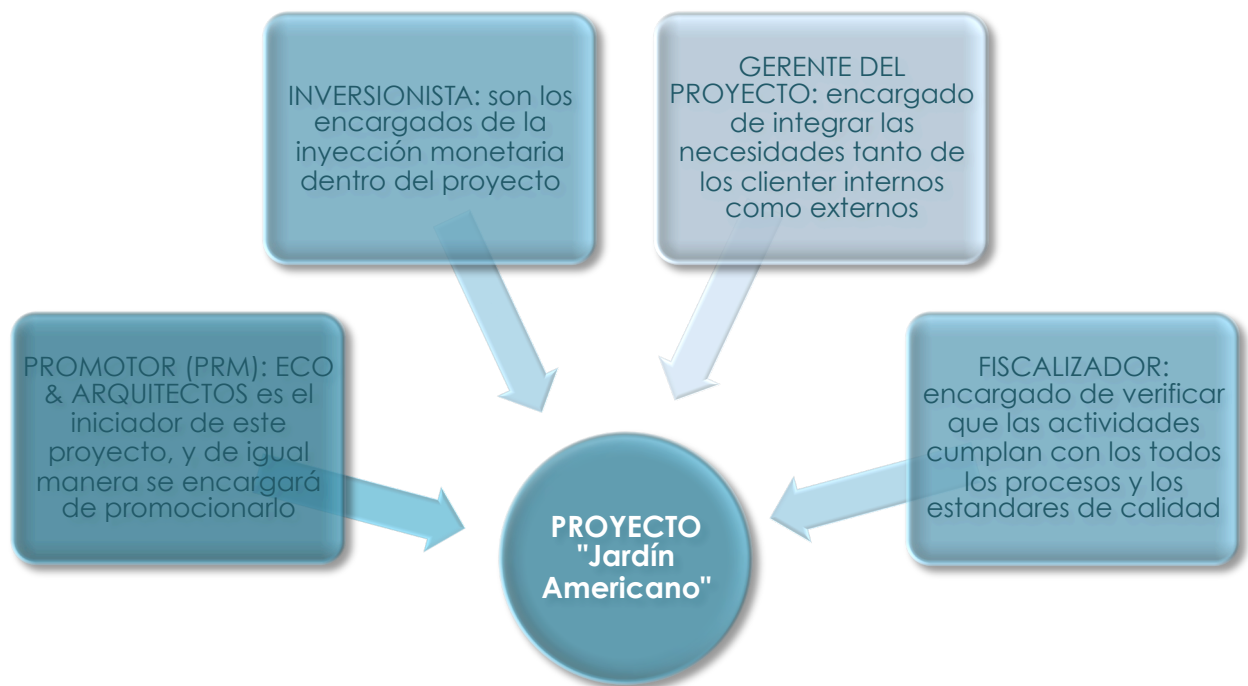 INVERSIONISTA: son los
encargados de la
inyección monetaria
dentro del proyecto
GERENTE DEL
PROYECTO: encargado
de integrar las
necesidades tanto de
los clienter internos
como externos
PROMOTOR (PRM): ECO
& ARQUITECTOS es el
iniciador de este
proyecto, y de igual
manera se encargará
de promocionarlo
FISCALIZADOR:
encargado de verificar
que las actividades
cumplan con los todos
los procesos y los
estandares de calidad
PROYECTO
"Jardín
Americano"